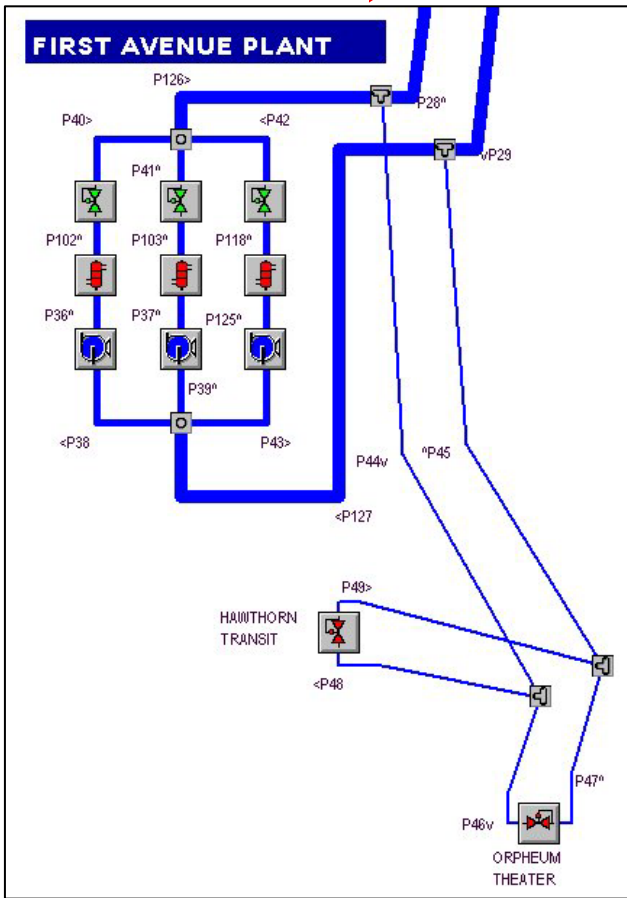 FIRST AVENUE PLANT
P126>
P28^
P40>
<P42
vP29
P41^
P102^
P103^
P118^
P36^
P37^
P125^
P39^
<P38
P43>
P44v
^P45
<P127
P49>
HAWTHORN
TRANSIT
<P48
P47^
P46v
ORPHEUM
THEATER